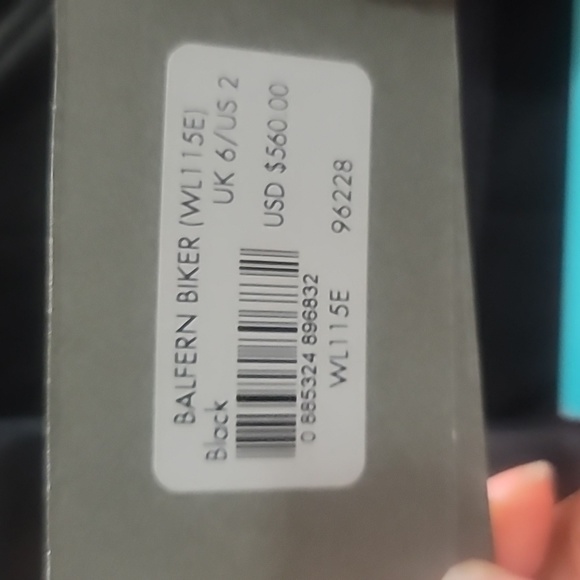 BALFERN BIKER (WL115E)
Black UK 6/US 2
USD $560.00
0 885324 896832
WL115E 96228